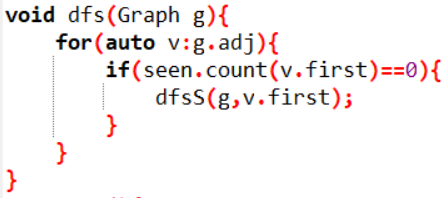 void dfs(Graph g){
    for(auto v:g.adj){
        if(seen.count(v.first)==0){
            dfsS(g,v.first);
        }
    }
}